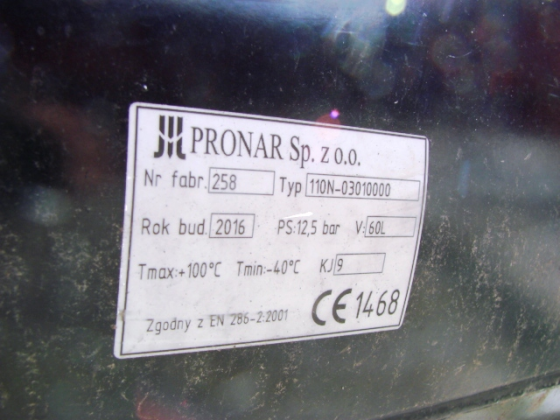 PRONAR Sp. z o.o.
Nr fabr. 258 Typ 110N-03010000
Rok bud. 2016 PS:12,5 bar V: 60L
Tmax:+100°C Tmin:-40°C KJ 9
Zgodny z EN 286-2:2001 CE 1468